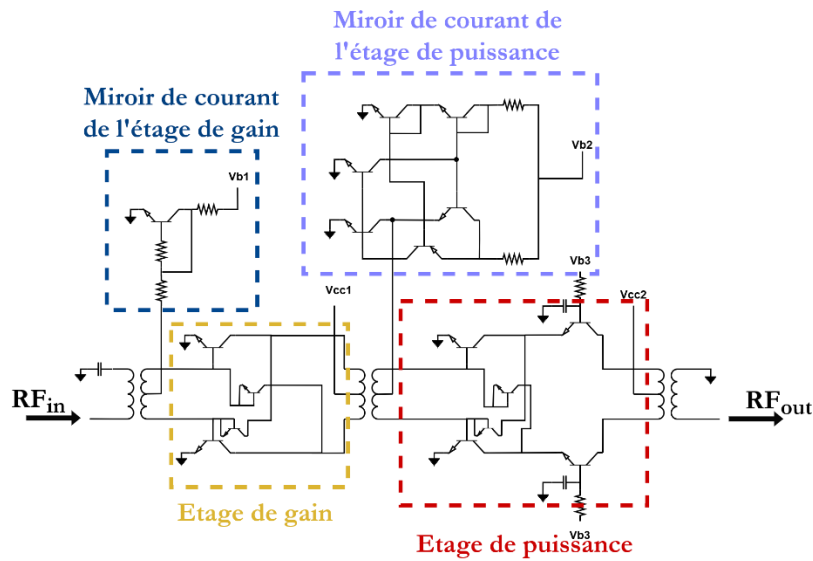 Miroir de courant de
l'étage de puissance
Miroir de courant
de l'étage de gain
Vb1
Vb2
Vb3
Vcc1
Vcc2
RFin
RFout
Etage de gain
Vb3
Etage de puissance